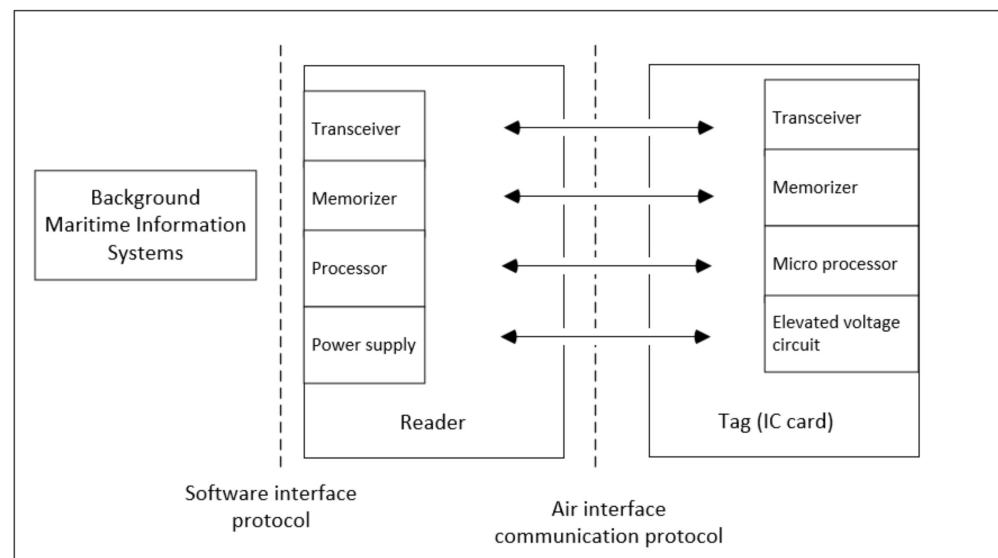 Background
Maritime Information
Systems
Transceiver
Memorizer
Processor
Power supply
Reader
Transceiver
Memorizer
Micro processor
Elevated voltage
circuit
Tag (IC card)
Software interface
protocol
Air interface
communication protocol